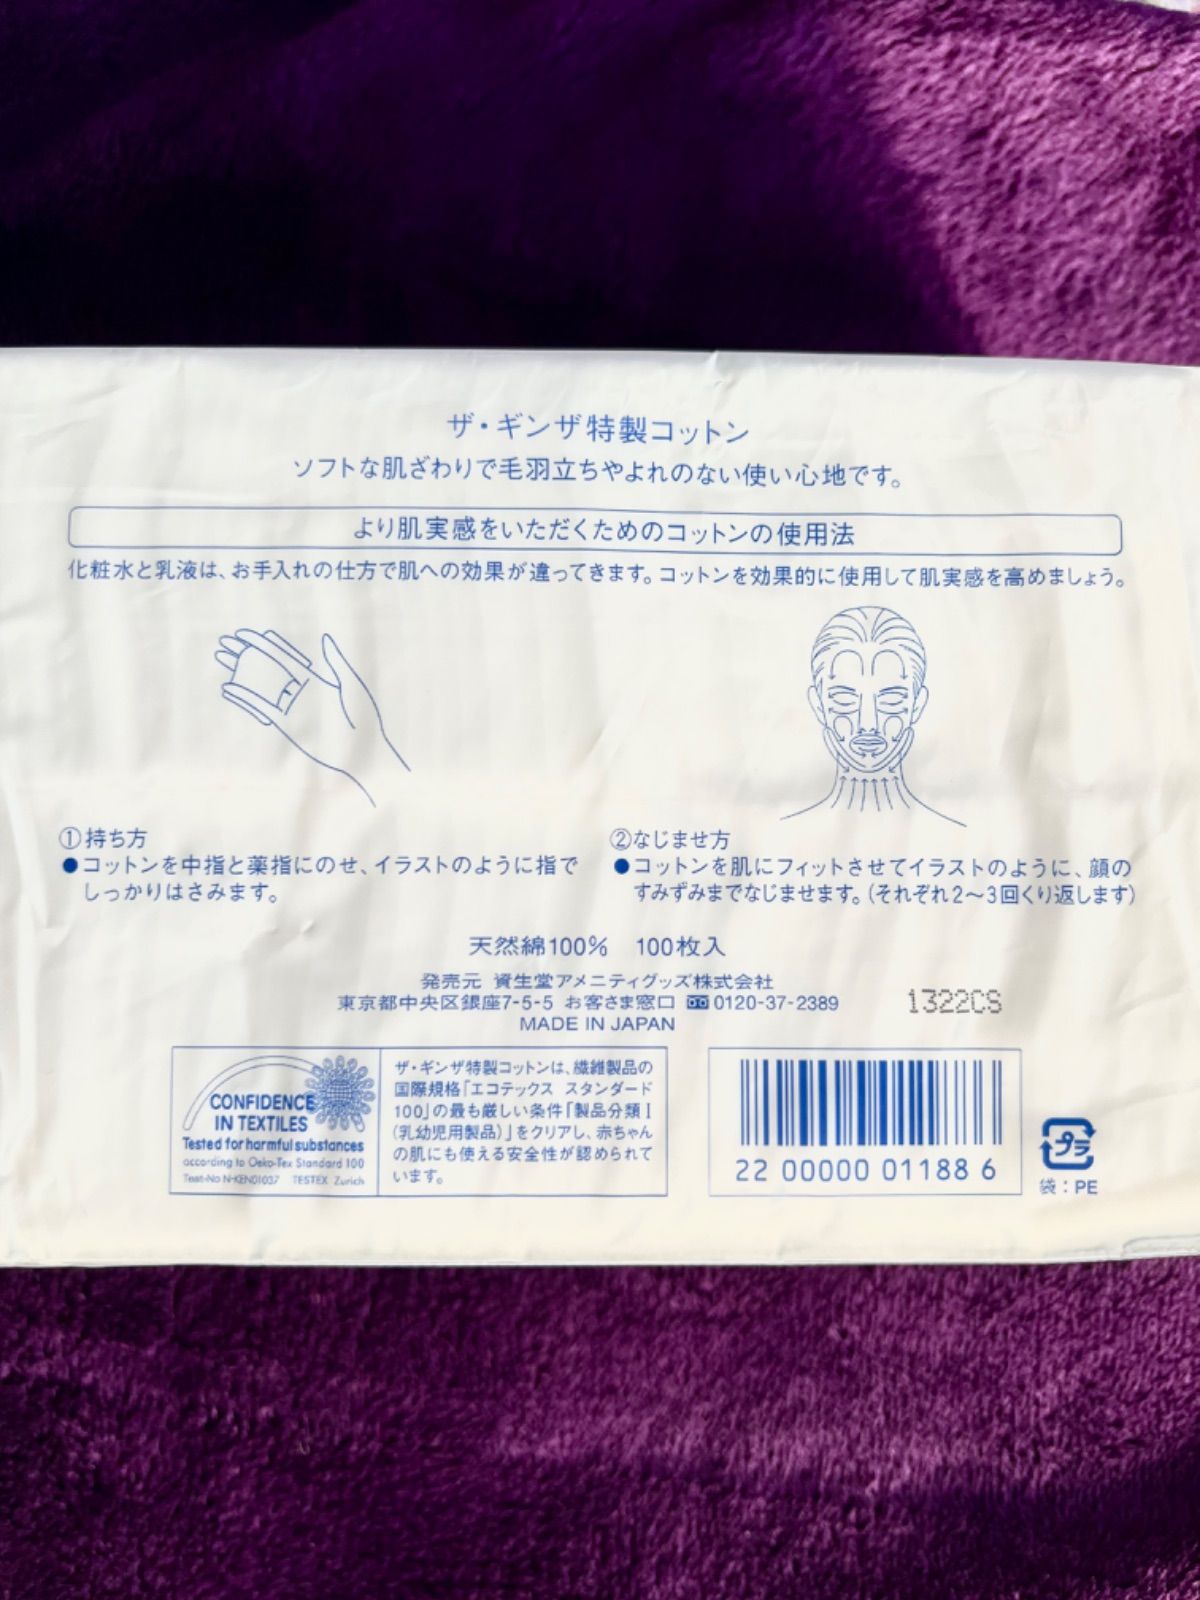 ザ・ギンザ特製コットン
ソフトな肌ざわりで毛羽立ちやよれのない使い心地です。
より肌実感をいただくためのコットンの使用法
化粧水と乳液は、お手入れの仕方で肌への効果が違ってきます。コットンを効果的に使用して肌実感を高めましょう。
①持ち方
●コットンを中指と薬指にのせ、イラストのように指で
しっかりはさみます。
②なじませ方
●コットンを肌にフィットさせてイラストのように、顔の
すみずみまでなじませます。(それぞれ2〜3回くり返します)
天然綿100% 100枚入
発売元 資生堂アメニティグッズ株式会社
東京都中央区銀座7-5-5 お客さま窓口 0120-37-2389
MADE IN JAPAN
1322CS
CONFIDENCE
IN TEXTILES
Tested for harmful substances
according to Oeko-Tex Standard 100
Test-No N-KEN01037 TESTEX Zurich
ザ・ギンザ特製コットンは、繊維製品の
国際規格「エコテックス スタンダード
100」の最も厳しい条件「製品分類Ⅰ
(乳幼児用製品)」をクリアし、赤ちゃん
の肌にも使える安全性が認められて
います。
22 00000 01188 6
プラ
袋：PE